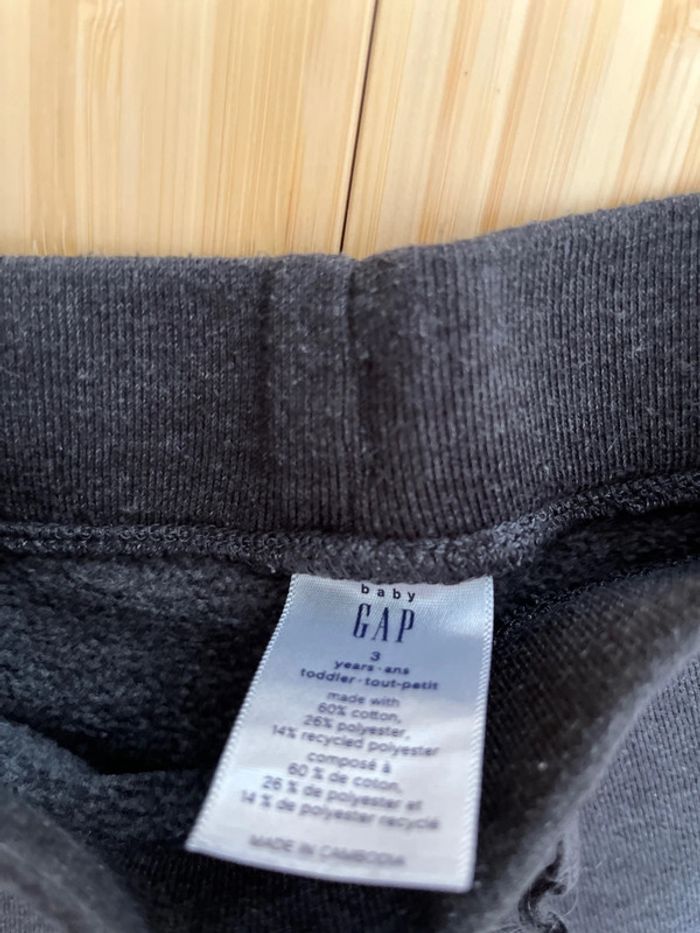 baby
GAP
3
years·ans
toddler·tout-petit
made with
60% cotton,
26% polyester,
14% recycled polyester
composé à
60 % de coton,
26 % de polyester et
14 % de polyester recyclé
MADE IN CAMBODIA